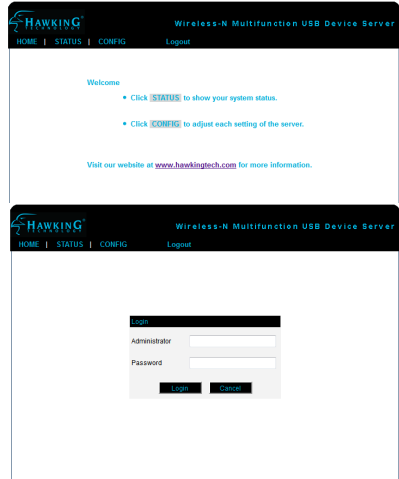 HAWKING
TECHNOLOGY
Wireless-N Multifunction USB Device Server
HOME | STATUS | CONFIG Logout
Welcome
• Click STATUS to show your system status.
• Click CONFIG to adjust each setting of the server.
Visit our website at www.hawkingtech.com for more information.
HAWKING
TECHNOLOGY
Wireless-N Multifunction USB Device Server
HOME | STATUS | CONFIG Logout
Login
Administrator
Password
Login Cancel